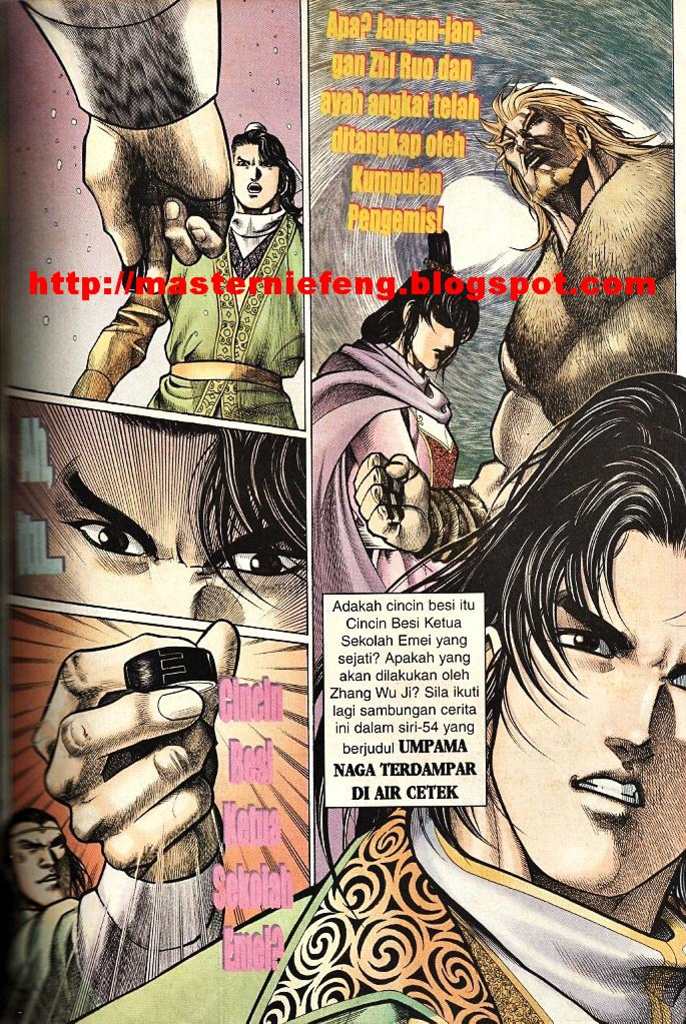 Cincin
Besi
Ketua
Sekolah
Emei?
Apa? Jangan-jan-
gan Zhi Ruo dan
ayah angkat telah
ditangkap oleh
Kumpulan
Pengemis!
http://masterniefeng.blogspot.com
Adakah cincin besi itu
Cincin Besi Ketua
Sekolah Emei yang
sejati? Apakah yang
akan dilakukan oleh
Zhang Wu Ji? Sila ikuti
lagi sambungan cerita
ini dalam siri-54 yang
berjudul UMPAMA
NAGA TERDAMPAR
DI AIR CETEK